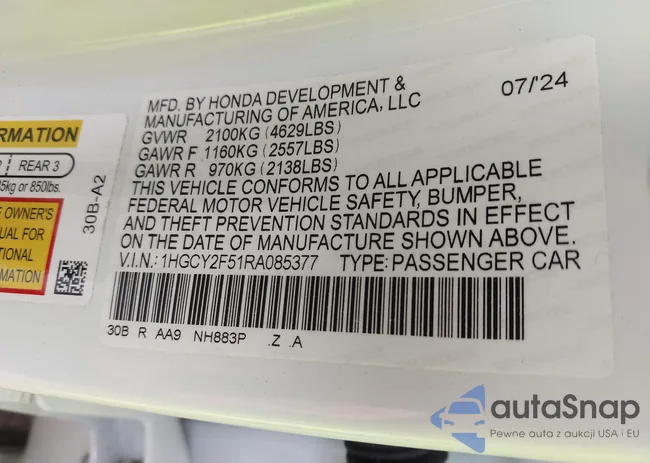 MFD. BY HONDA DEVELOPMENT & 07/'24
MANUFACTURING OF AMERICA, LLC
GVWR 2100KG (4629LBS)
GAWR F 1160KG (2557LBS)
GAWR R 970KG (2138LBS)
THIS VEHICLE CONFORMS TO ALL APPLICABLE
FEDERAL MOTOR VEHICLE SAFETY, BUMPER,
AND THEFT PREVENTION STANDARDS IN EFFECT
ON THE DATE OF MANUFACTURE SHOWN ABOVE.
V.I.N.: 1HGCY2F51RA085377 TYPE: PASSENGER CAR
30B R AA9 NH883P .Z .A
RMATION
REAR 3
5kg or 850lbs.
OWNER'S
FOR
30B-A2
autaSnap
Pewne auta z aukcji USA i EU